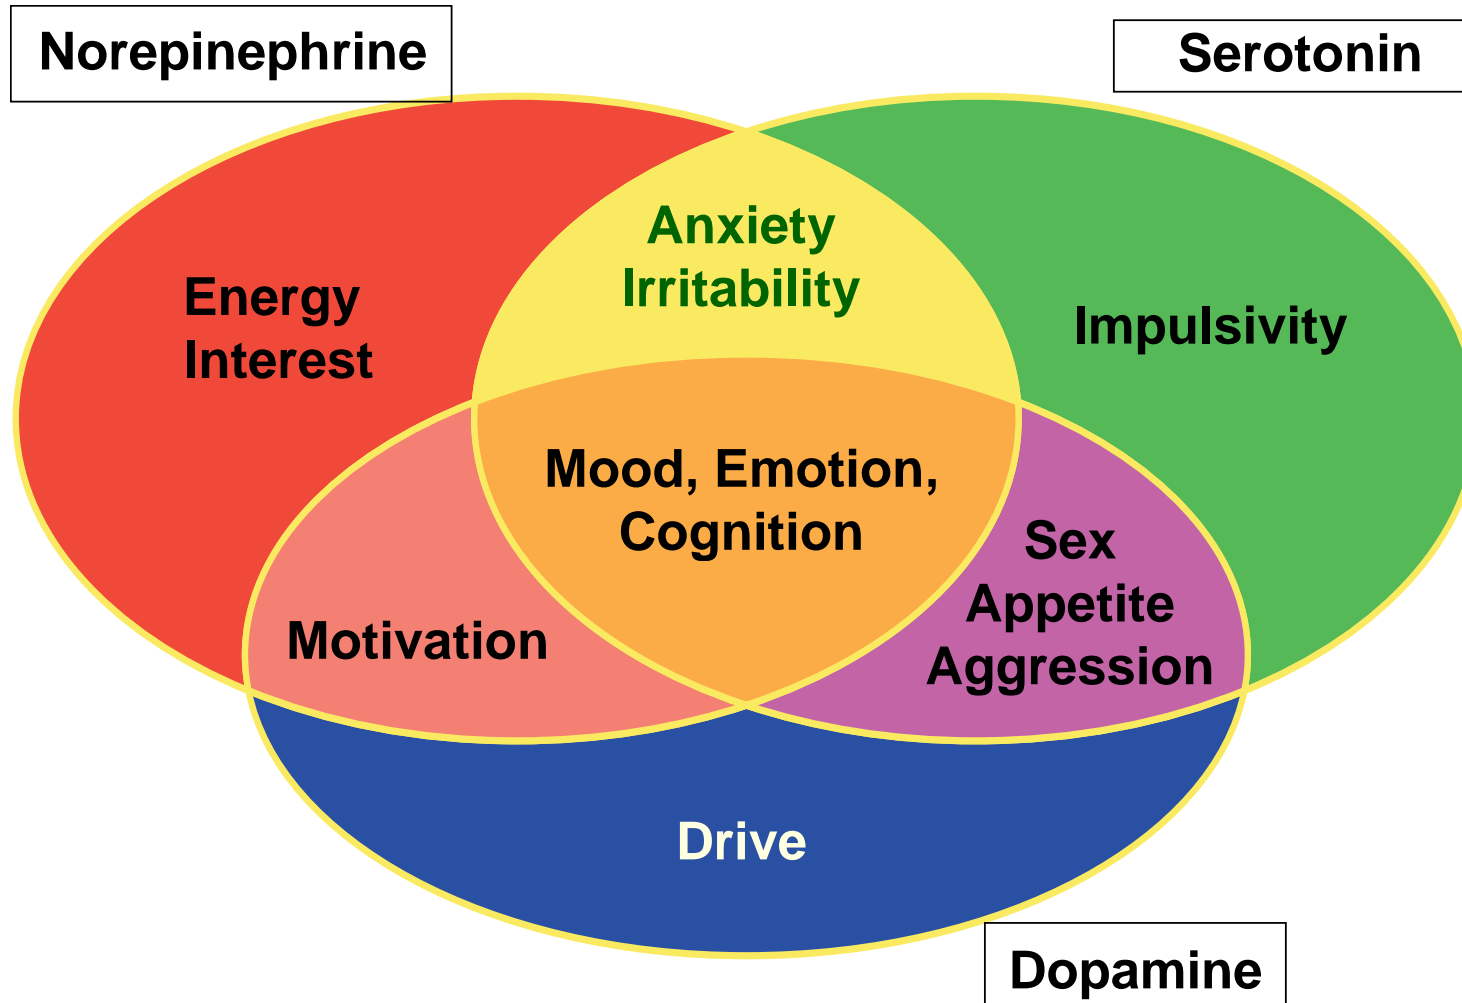 Norepinephrine
Serotonin
Anxiety
Irritability
Energy
Interest
Impulsivity
Mood, Emotion,
Cognition
Motivation
Sex
Appetite
Aggression
Drive
Dopamine